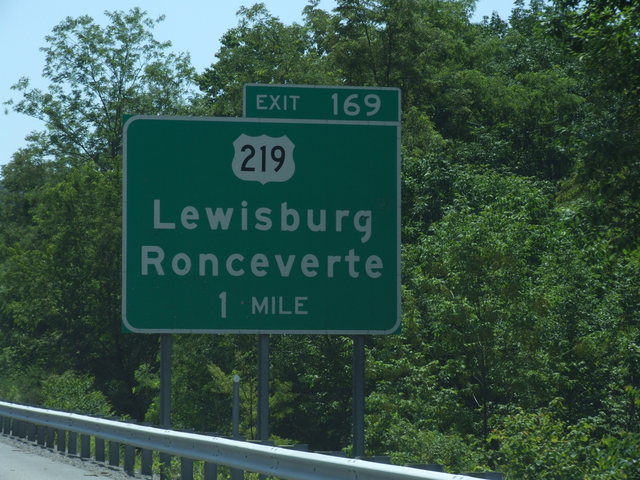 EXIT 169
219
Lewisburg
Ronceverte
1 MILE